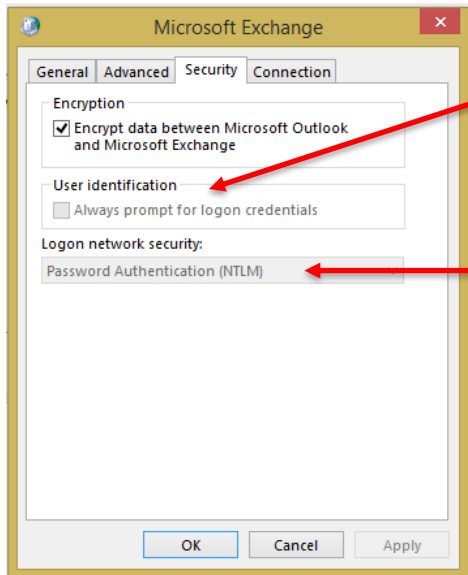 Microsoft Exchange
General Advanced Security Connection
Encryption
Encrypt data between Microsoft Outlook
and Microsoft Exchange
User identification
Always prompt for logon credentials
Logon network security:
Password Authentication (NTLM)
OK Cancel Apply